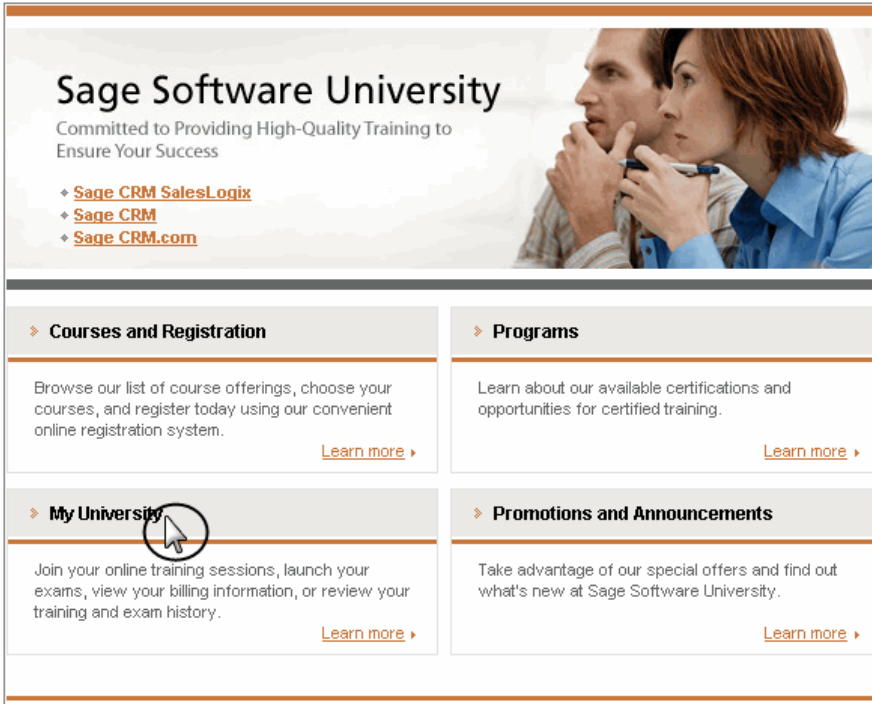 Sage Software University
Committed to Providing High-Quality Training to
Ensure Your Success
Sage CRM SalesLogix
Sage CRM
Sage CRM.com
Courses and Registration
Browse our list of course offerings, choose your
courses, and register today using our convenient
online registration system.
Learn more
Programs
Learn about our available certifications and
opportunities for certified training.
Learn more
My University
Join your online training sessions, launch your
exams, view your billing information, or review your
training and exam history.
Learn more
Promotions and Announcements
Take advantage of our special offers and find out
what's new at Sage Software University.
Learn more